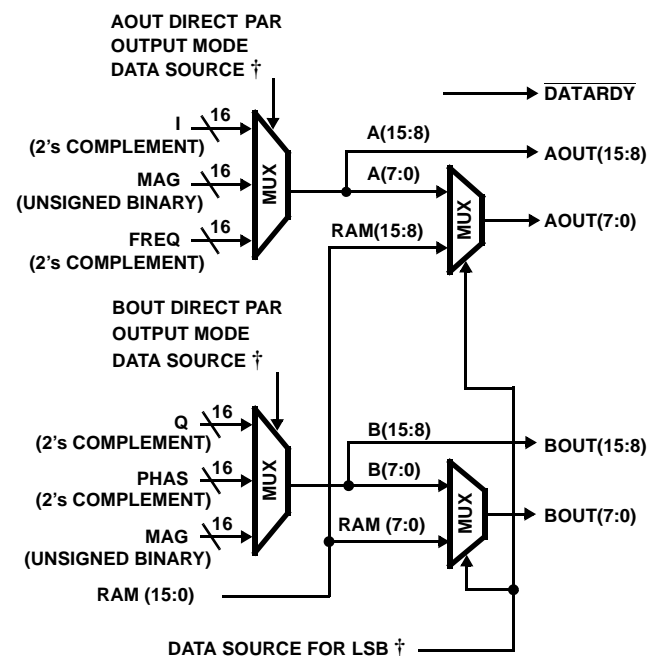 AOUT DIRECT PAR
OUTPUT MODE
DATA SOURCE †
DATARDY
I
16
(2's COMPLEMENT)
MAG
16
(UNSIGNED BINARY)
FREQ
16
(2's COMPLEMENT)
MUX
A(15:8)
AOUT(15:8)
A(7:0)
RAM(15:8)
MUX
AOUT(7:0)
BOUT DIRECT PAR
OUTPUT MODE
DATA SOURCE †
Q
16
(2's COMPLEMENT)
PHAS
16
(2's COMPLEMENT)
MAG
16
(UNSIGNED BINARY)
MUX
B(15:8)
BOUT(15:8)
B(7:0)
RAM (7:0)
MUX
BOUT(7:0)
RAM (15:0)
DATA SOURCE FOR LSB †